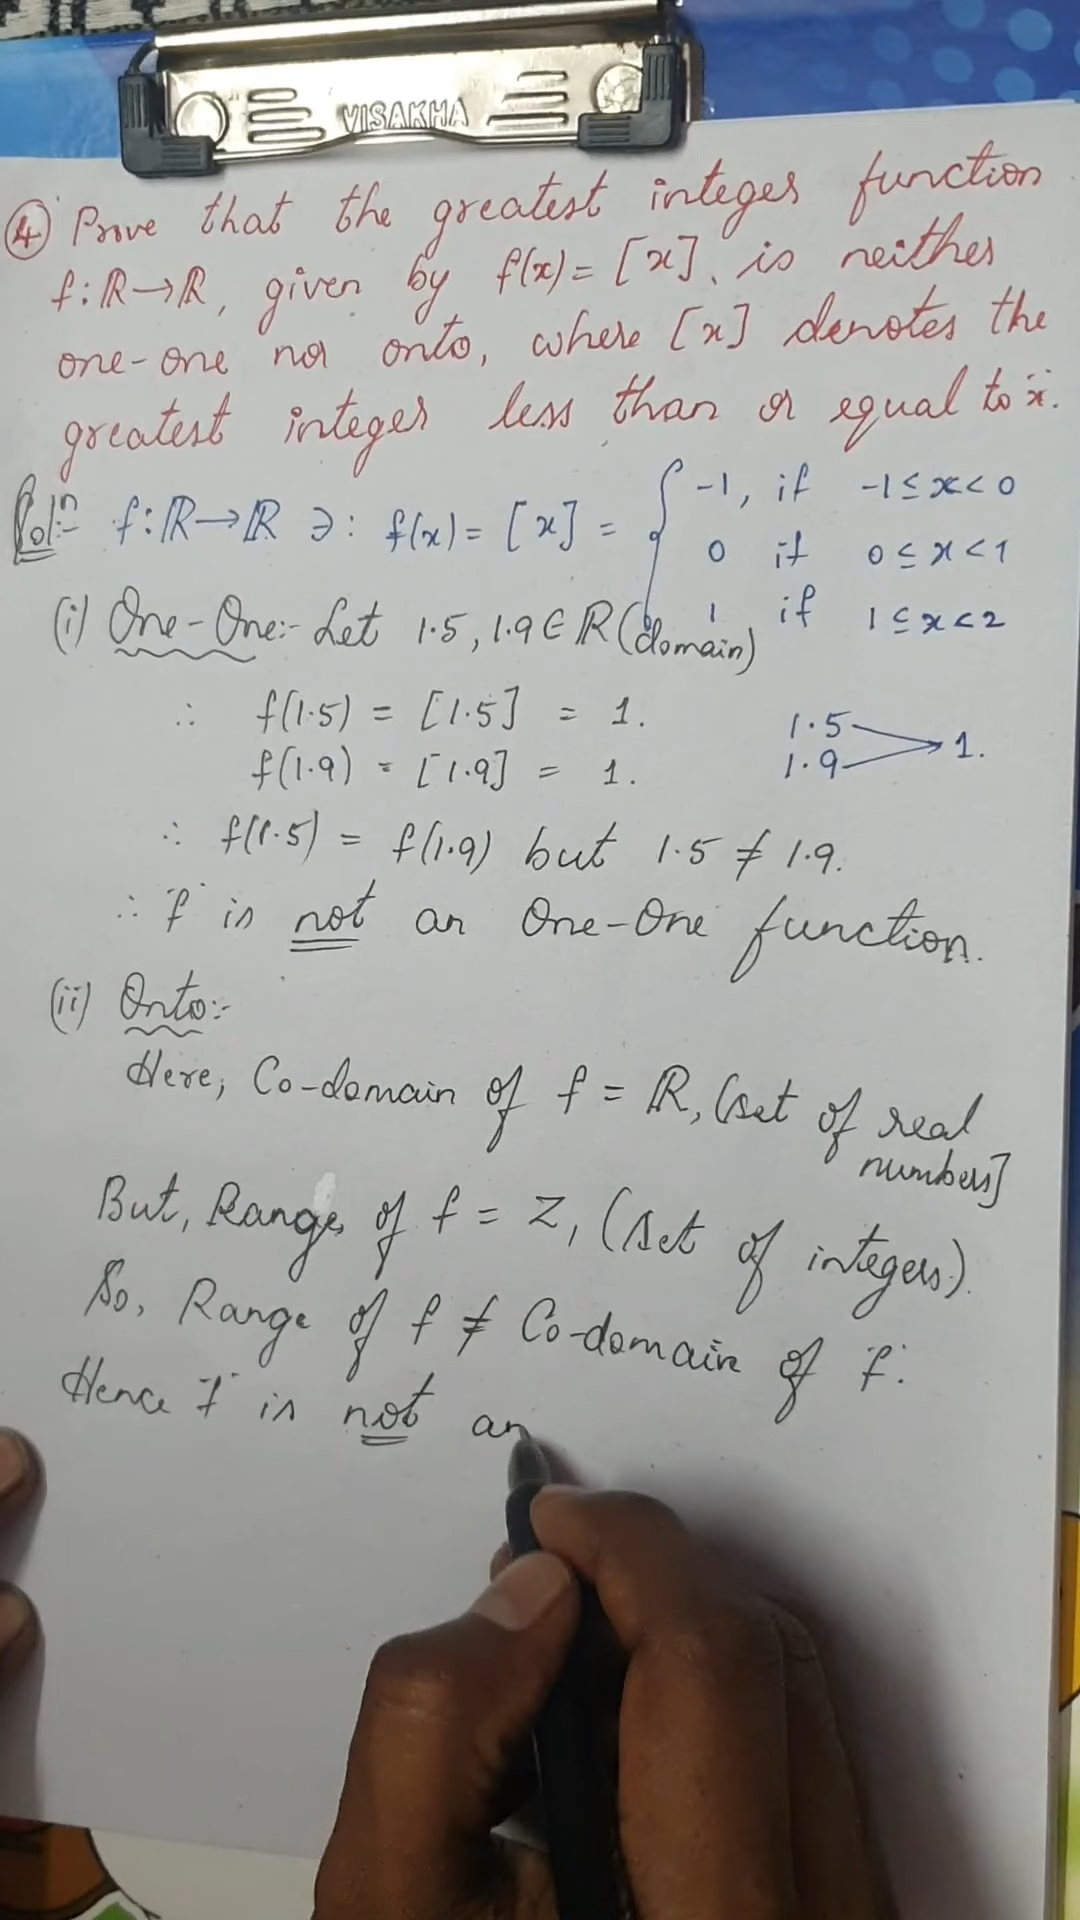 VISAKHA
④ Prove that the greatest integer function
f:ℝ→ℝ, given by f(x)=[x], is neither
one-one nor onto, where [x] denotes the
greatest integer less than or equal to 'x'.
Solⁿ:- f:ℝ→ℝ ∋: f(x)=[x] = { -1, if -1≤x<0
0 if 0≤x<1
1 if 1≤x<2
(i) One-One:- Let 1.5, 1.9 ∈ ℝ (domain)
∴ f(1.5) = [1.5] = 1.
f(1.9) = [1.9] = 1.
1.5
1.9 → 1.
∴ f(1.5) = f(1.9) but 1.5 ≠ 1.9.
∴ 'f' is not an One-One function.
(ii) Onto:-
Here, Co-domain of f = ℝ, (set of real
numbers]
But, Range of f = Z, (set of integers).
So, Range of f ≠ Co-domain of 'f'.
Hence 'f' is not an